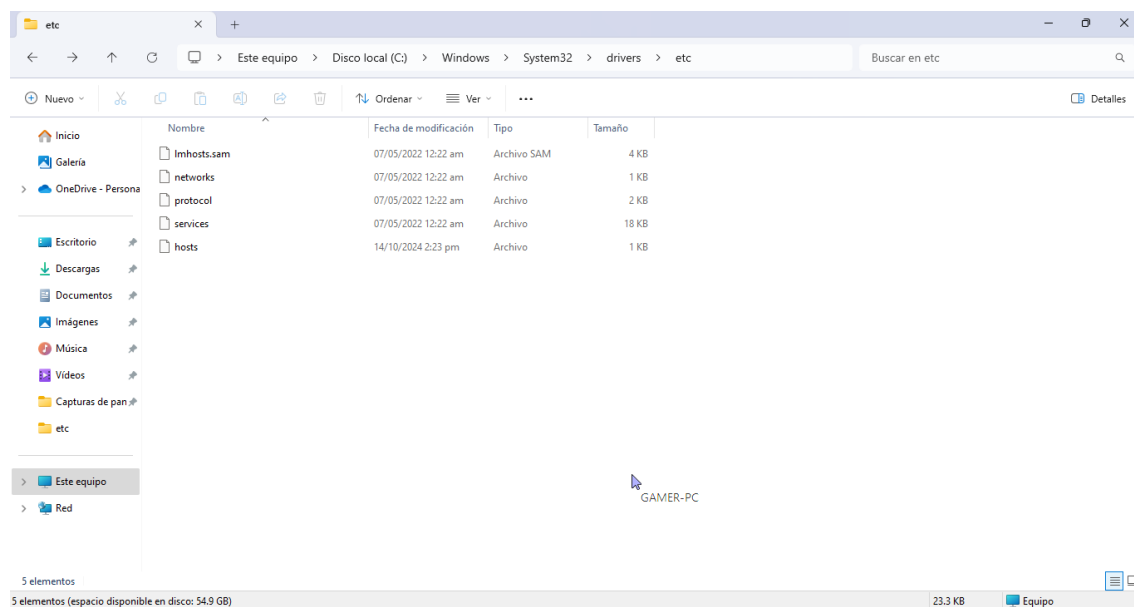 etc
Este equipo > Disco local (C:) > Windows > System32 > drivers > etc
Buscar en etc
Nuevo
Ordenar
Ver
Detalles
Nombre Fecha de modificación Tipo Tamaño
lmhosts.sam 07/05/2022 12:22 am Archivo SAM 4 KB
networks 07/05/2022 12:22 am Archivo 1 KB
protocol 07/05/2022 12:22 am Archivo 2 KB
services 07/05/2022 12:22 am Archivo 18 KB
hosts 14/10/2024 2:23 pm Archivo 1 KB
Inicio
Galería
OneDrive - Persona
Escritorio
Descargas
Documentos
Imágenes
Música
Vídeos
Capturas de pan
etc
Este equipo
Red
GAMER-PC
5 elementos
5 elementos (espacio disponible en disco: 54.9 GB) 23.3 KB Equipo